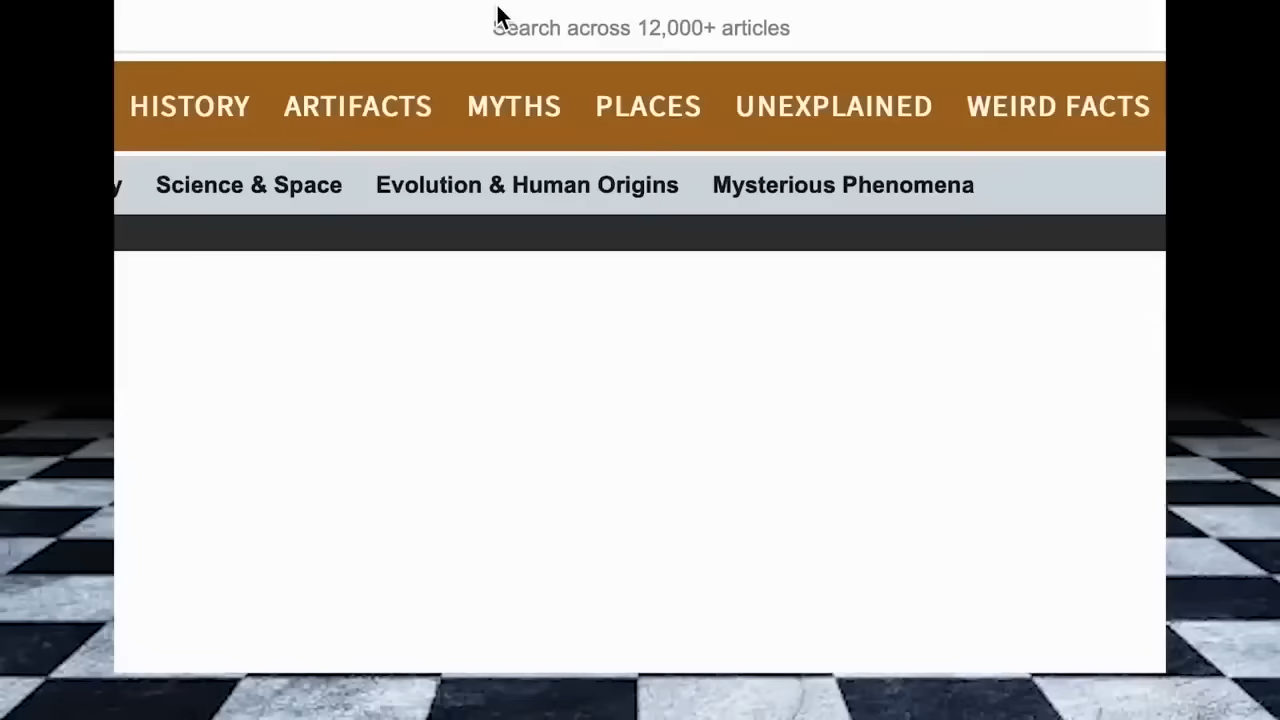 Search across 12,000+ articles
HISTORY ARTIFACTS MYTHS PLACES UNEXPLAINED WEIRD FACTS
y Science & Space Evolution & Human Origins Mysterious Phenomena